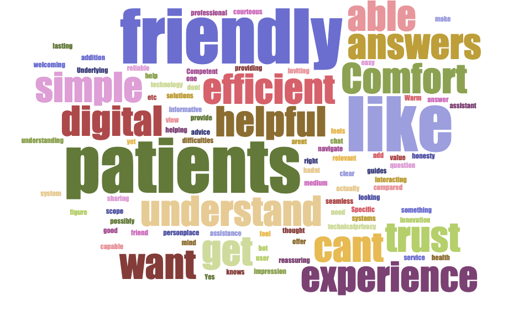 professional courteous
friendly able make
lasting answers
welcoming addition reliable Underlying help Competent providing limiting easy
simple technology one dont efficient Comfort
etc solutions Warm answer assistant
digital informative view provide helpful like
helping advice
understanding yet difficulties great chat
patients navigate relevant add value honesty
right question
clear guides
medium interacting
system sharing actually compared
seamless looking
figure scope understand need Specific something
possibly systems innovation
good friend personplace assistance feel thought technicalprivacy
capable mind get bot offer cant trust
want user reassuring service health
Yes knows impression experience